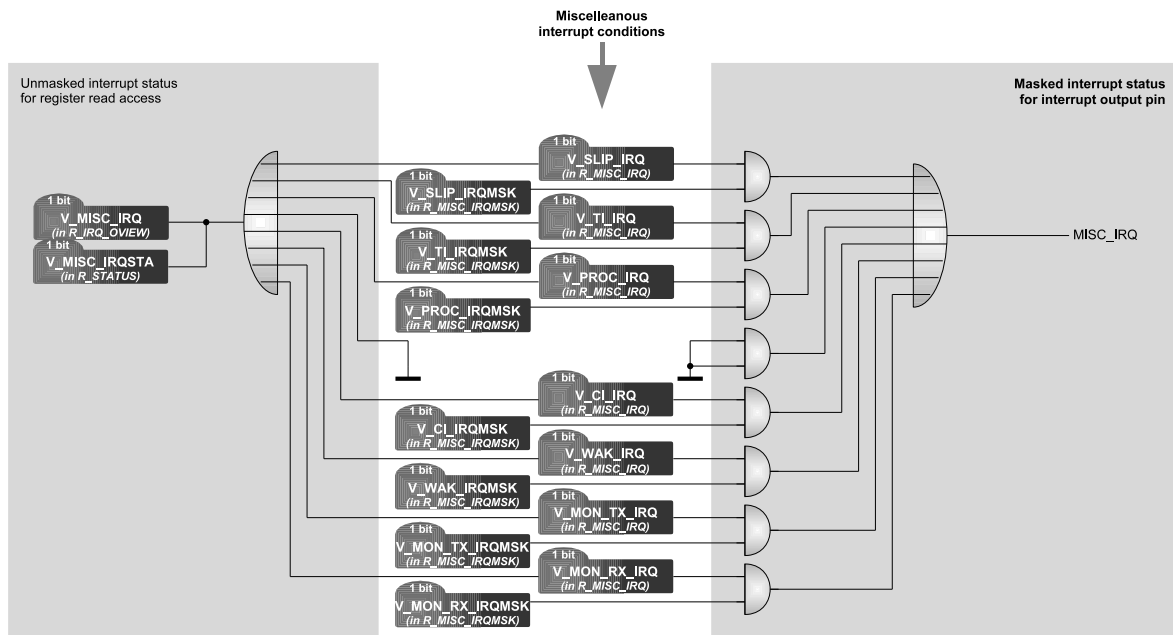 Miscelleanous
interrupt conditions
Unmasked interrupt status
for register read access
Masked interrupt status
for interrupt output pin
1 bit
V_MISC_IRQ
(in R_IRQ_OVIEW)
1 bit
V_MISC_IRQSTA
(in R_STATUS)
1 bit
V_SLIP_IRQ
(in R_MISC_IRQ)
1 bit
V_SLIP_IRQMSK
(in R_MISC_IRQMSK)
1 bit
V_TI_IRQ
(in R_MISC_IRQ)
1 bit
V_TI_IRQMSK
(in R_MISC_IRQMSK)
1 bit
V_PROC_IRQ
(in R_MISC_IRQ)
1 bit
V_PROC_IRQMSK
(in R_MISC_IRQMSK)
1 bit
V_CI_IRQ
(in R_MISC_IRQ)
1 bit
V_CI_IRQMSK
(in R_MISC_IRQMSK)
1 bit
V_WAK_IRQ
(in R_MISC_IRQ)
1 bit
V_WAK_IRQMSK
(in R_MISC_IRQMSK)
1 bit
V_MON_TX_IRQ
(in R_MISC_IRQ)
1 bit
V_MON_TX_IRQMSK
(in R_MISC_IRQMSK)
1 bit
V_MON_RX_IRQ
(in R_MISC_IRQ)
1 bit
V_MON_RX_IRQMSK
(in R_MISC_IRQMSK)
MISC_IRQ